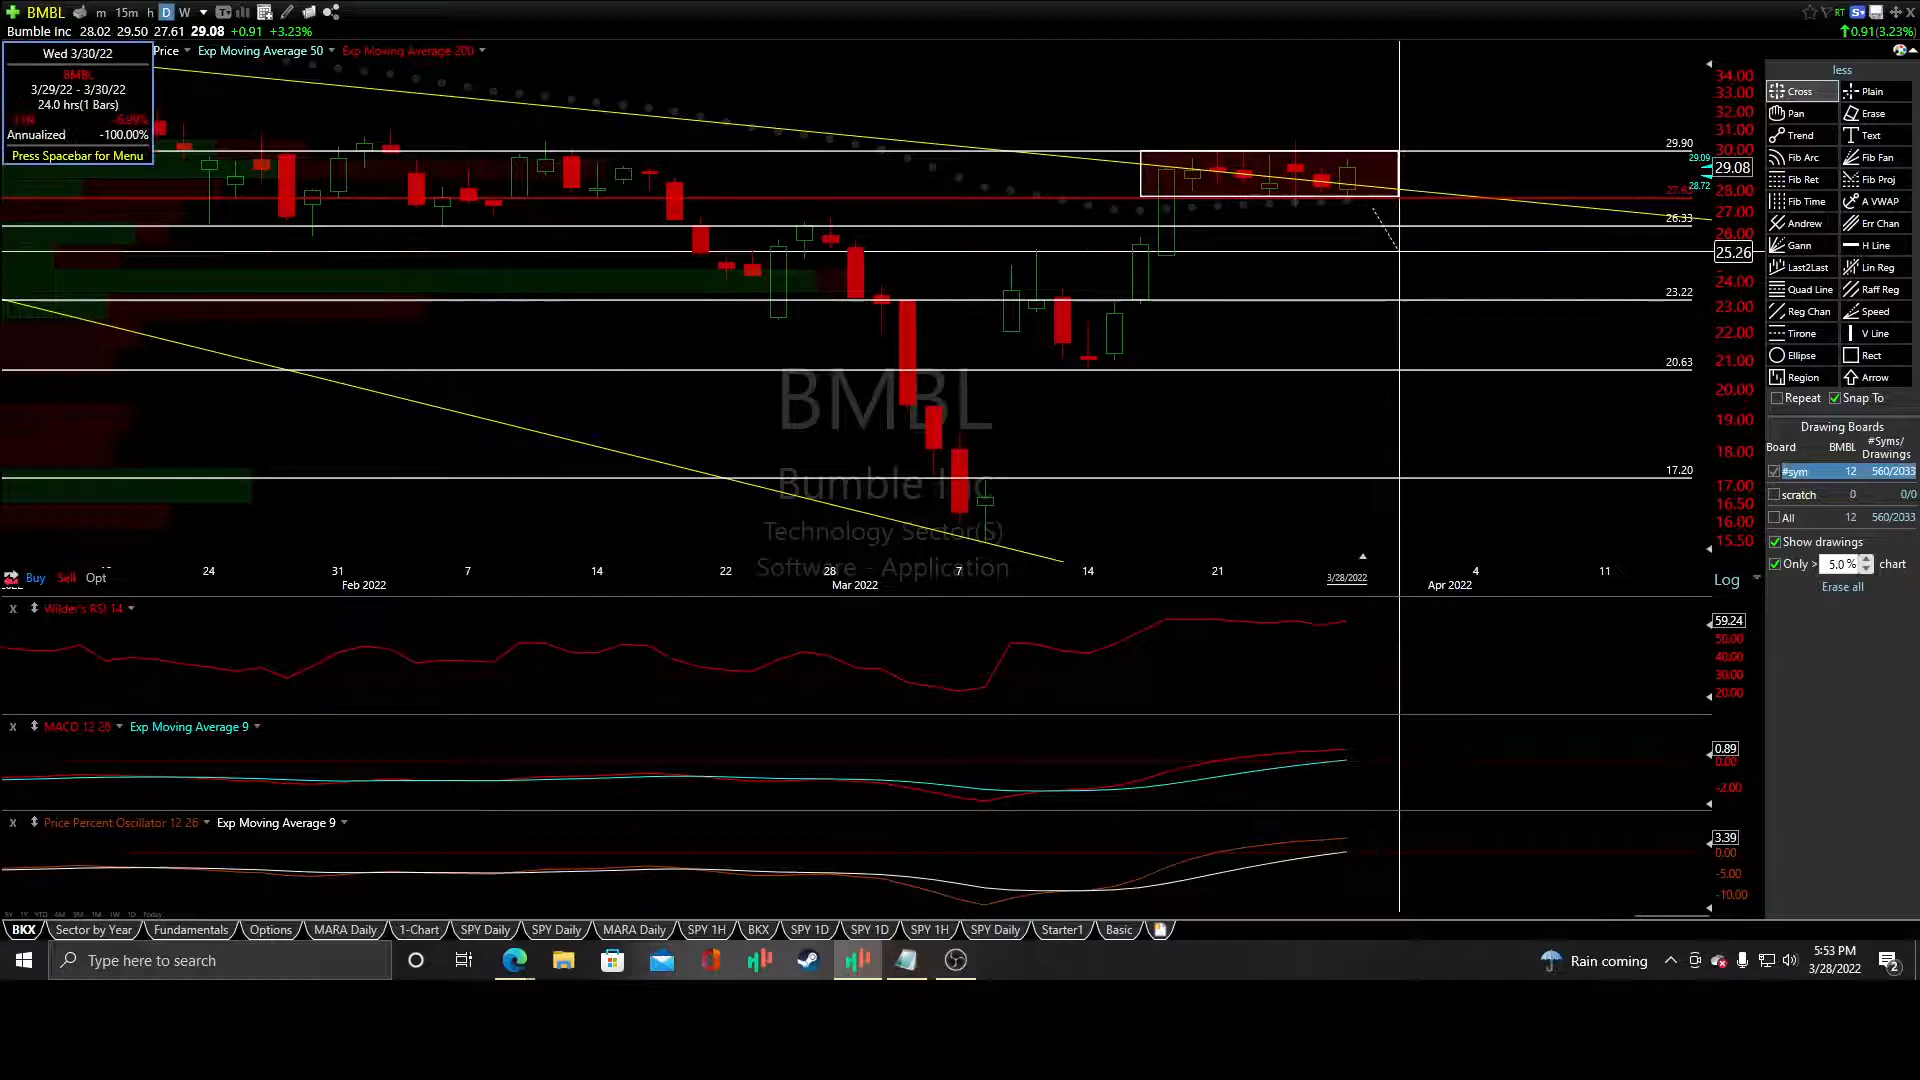 BMBL m 15m h D W RT
Bumble Inc 28.02 29.50 27.61 29.08 +0.91 +3.23% 0.91(3.23%)
Price Exp Moving Average 50 Exp Moving Average 200
Wed 3/30/22
BMBL
3/29/22 - 3/30/22
24.0 hrs(1 Bars)
Annualized -100.00%
Press Spacebar for Menu
34.00
33.00
32.00
31.00
29.90
30.00
29.09
29.08
28.72
28.00
27.00
26.33
26.00
25.26
24.00
23.22
23.00
22.00
21.00
20.63
20.00
19.00
18.00
17.20
17.00
16.50
16.00
15.50
BMBL
Bumble Inc
Technology Sector(S)
Software - Application
24 31 7 14 22 28 7 14 21 3/28/2022 4 11
Feb 2022 Mar 2022 Apr 2022
Buy Sell Opt
Log
Wilder's RSI 14
59.24
50.00
40.00
30.00
20.00
MACD 12 26 Exp Moving Average 9
0.89
0.00
-2.00
Price Percent Oscillator 12 26 Exp Moving Average 9
3.39
0.00
-5.00
-10.00
5Y 1Y YTD 6M 3M 1M 1W 1D Today
less
Cross Plain
Pan Erase
Trend Text
Fib Arc Fib Fan
Fib Ret Fib Proj
Fib Time A VWAP
Andrew Err Chan
Gann H Line
Last2Last Lin Reg
Quad Line Raff Reg
Reg Chan Speed
Tirone V Line
Ellipse Rect
Region Arrow
Repeat Snap To
Drawing Boards
Board BMBL #Syms/
Drawings
#sym 12 560/2033
scratch 0 0/0
All 12 560/2033
Show drawings
Only > 5.0 % chart
Erase all
BKX Sector by Year Fundamentals Options MARA Daily 1-Chart SPY Daily SPY Daily MARA Daily SPY 1H BKX SPY 1D SPY 1D SPY 1H SPY Daily Starter1 Basic
Type here to search
Rain coming
5:53 PM
3/28/2022
2